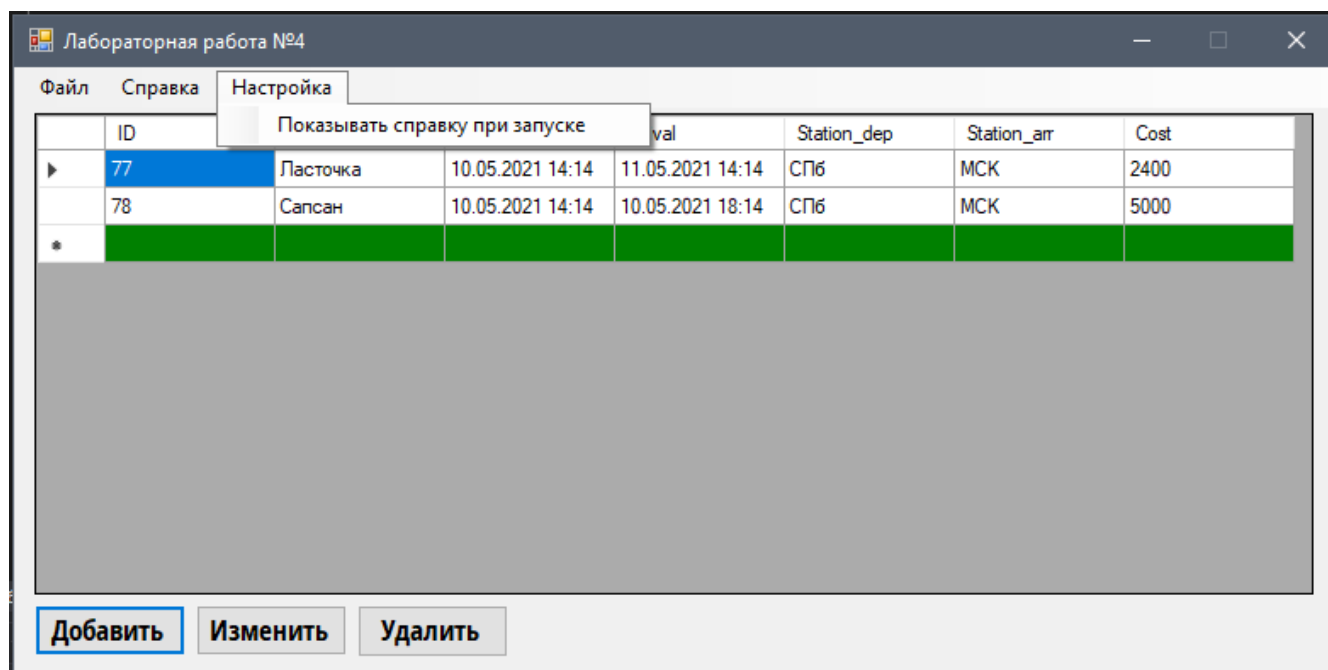 Лабораторная работа №4
Файл Справка Настройка
Показывать справку при запуске
ID val Station_dep Station_arr Cost
77 Ласточка 10.05.2021 14:14 11.05.2021 14:14 СПб МСК 2400
78 Сапсан 10.05.2021 14:14 10.05.2021 18:14 СПб МСК 5000
Добавить Изменить Удалить